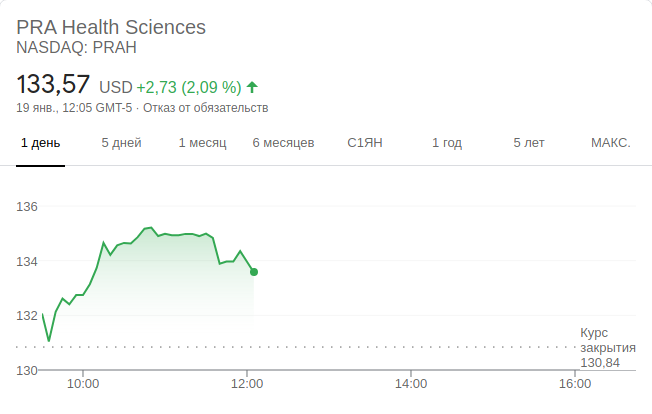 PRA Health Sciences
NASDAQ: PRAH
133,57 USD +2,73 (2,09 %)
19 янв., 12:05 GMT-5 · Отказ от обязательств
1 день 5 дней 1 месяц 6 месяцев С1ЯН 1 год 5 лет МАКС.
136
134
132
Курс
закрытия
130,84
130
10:00 12:00 14:00 16:00